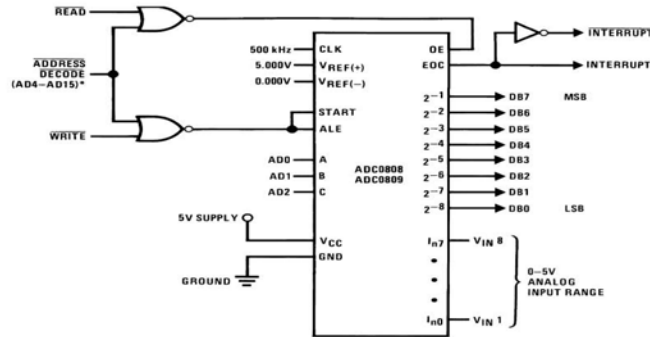 READ
500 kHz
CLK
OE
INTERRUPT
5.000V
VREF(+)
EOC
ADDRESS
DECODE
(AD4-AD15)*
0.000V
VREF(-)
INTERRUPT
2-1
DB7
MSB
START
2-2
DB6
WRITE
ALE
2-3
DB5
2-4
DB4
AD0
A
ADC0808
ADC0809
2-5
DB3
AD1
B
2-6
DB2
AD2
C
2-7
DB1
2-8
DB0
LSB
5V SUPPLY
VCC
In7
VIN 8
GND
GROUND
0-5V
ANALOG
INPUT RANGE
In0
VIN 1